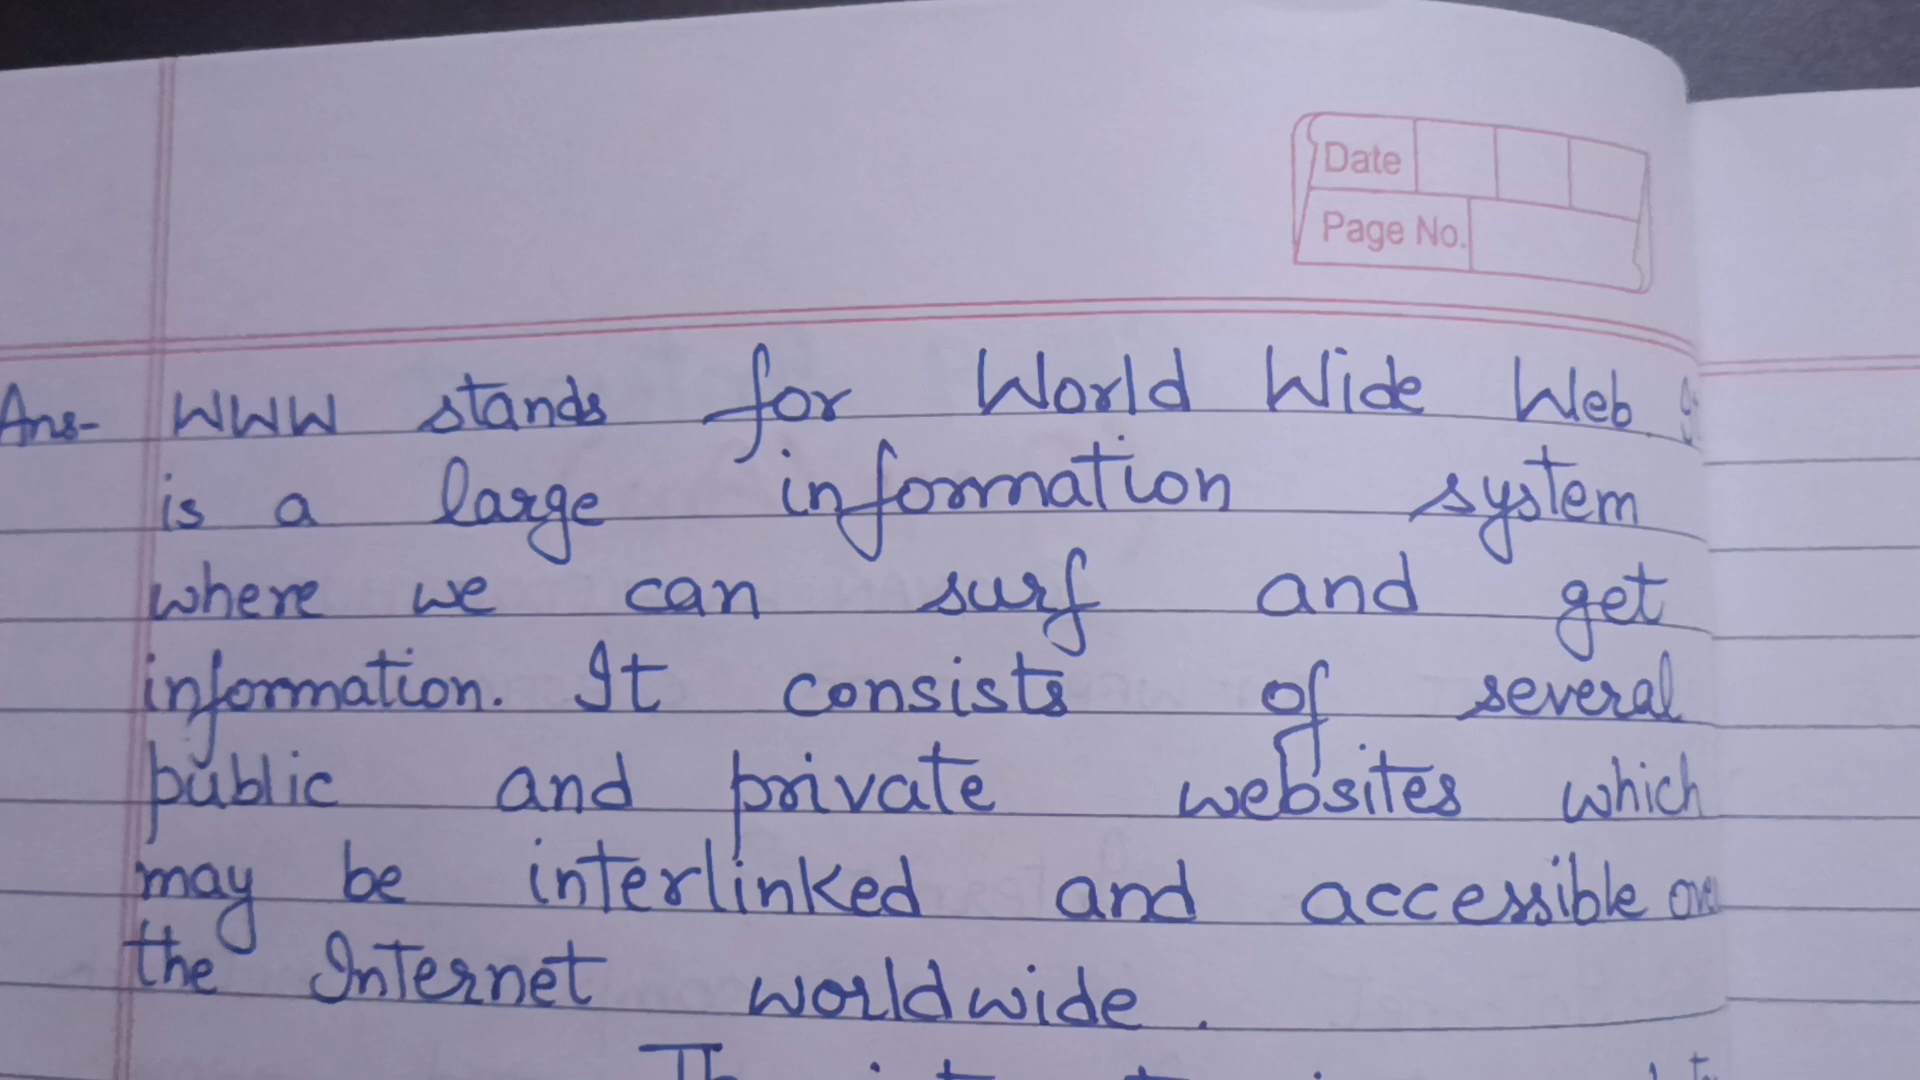 Date
Page No.
Ans- WWW stands for World Wide Web.
is a large information system
where we can surf and get
information. It consists of several
public and private websites which
may be interlinked and accessible over
the Internet worldwide.